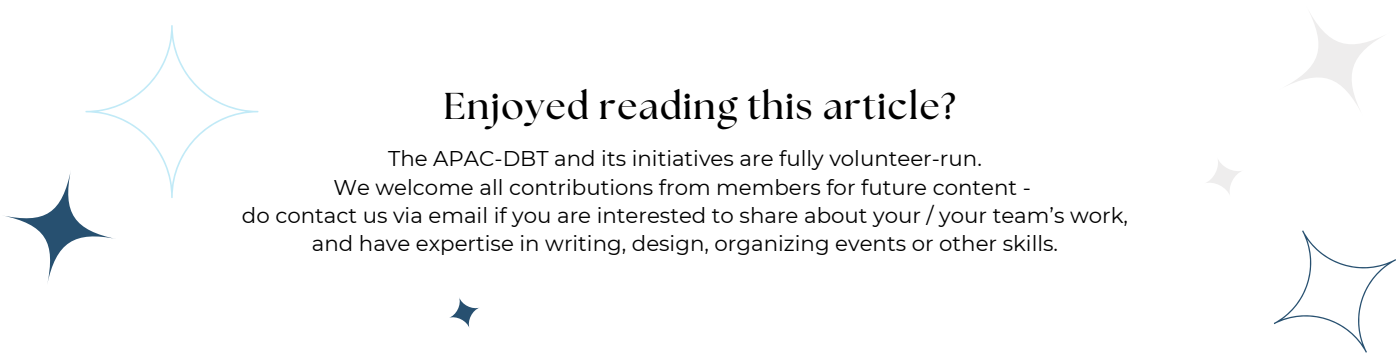 Enjoyed reading this article?
The APAC-DBT and its initiatives are fully volunteer-run.
We welcome all contributions from members for future content -
do contact us via email if you are interested to share about your / your team’s work,
and have expertise in writing, design, organizing events or other skills.